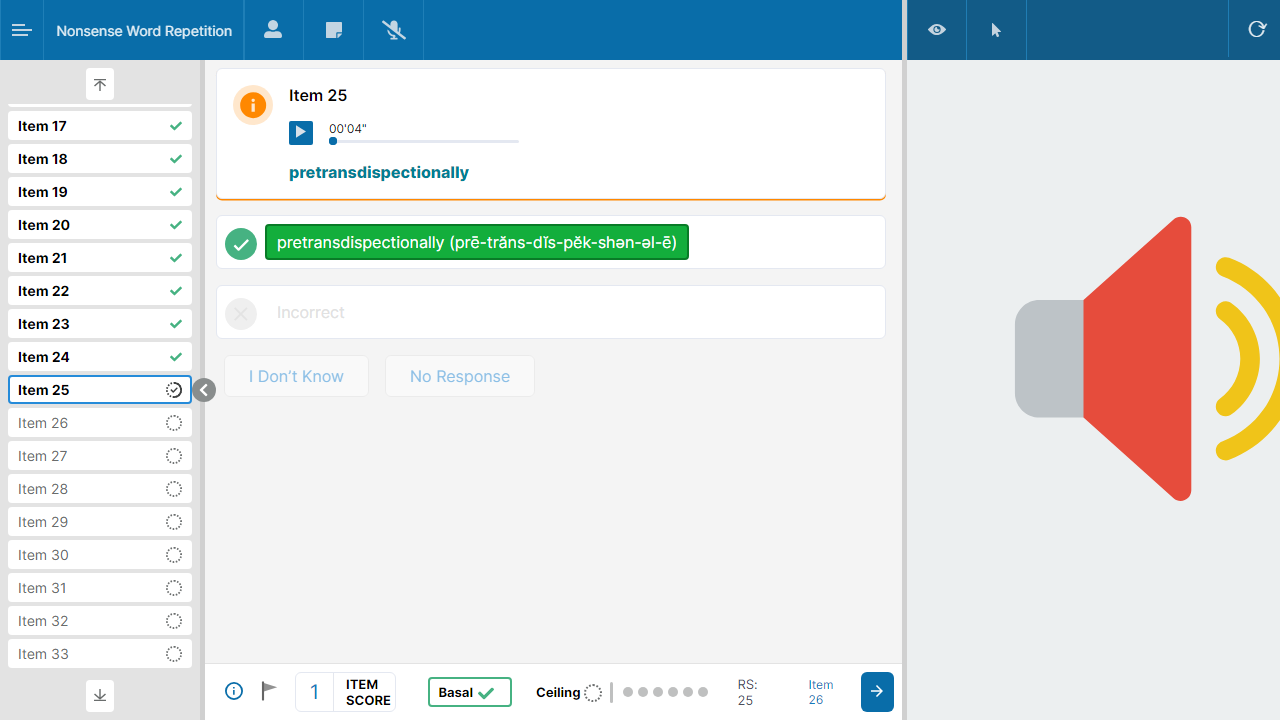 Nonsense Word Repetition
Item 17
Item 18
Item 19
Item 20
Item 21
Item 22
Item 23
Item 24
Item 25
Item 26
Item 27
Item 28
Item 29
Item 30
Item 31
Item 32
Item 33
Item 25
00'04"
pretransdispectionally
pretransdispectionally (prē-trăns-dĭs-pĕk-shən-əl-ē)
Incorrect
I Don't Know
No Response
1
ITEM
SCORE
Basal
Ceiling
RS:
25
Item
26